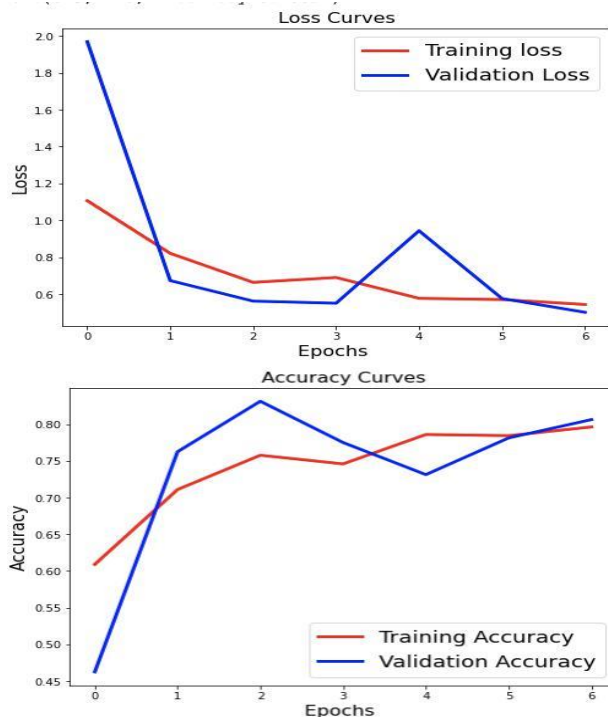 Loss Curves
2.0
1.8
1.6
1.4
1.2
1.0
0.8
0.6
Loss
Training loss
Validation Loss
0 1 2 3 4 5 6
Epochs
Accuracy Curves
0.80
0.75
0.70
0.65
0.60
0.55
0.50
0.45
Accuracy
Training Accuracy
Validation Accuracy
0 1 2 3 4 5 6
Epochs